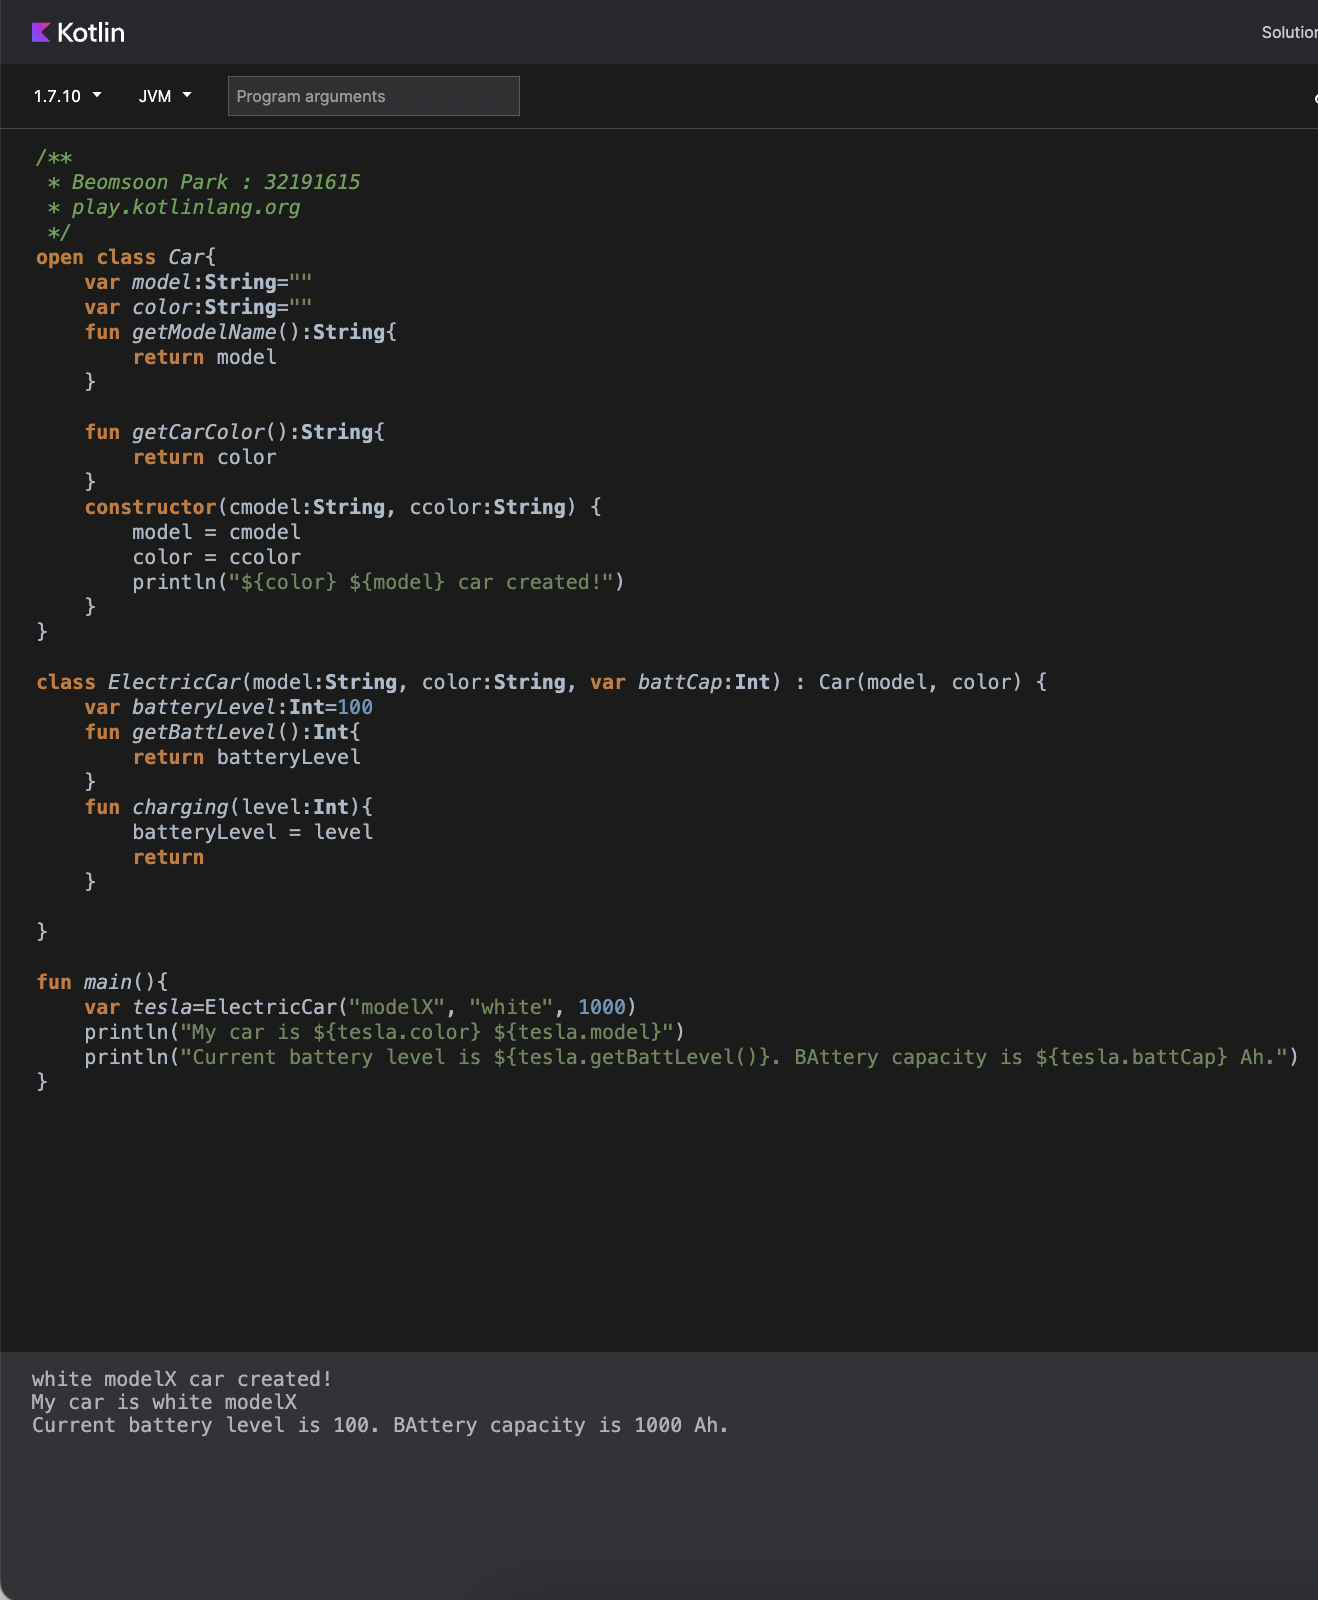 Kotlin
Solution
1.7.10 JVM Program arguments
/**
 * Beomsoon Park : 32191615
 * play.kotlinlang.org
 */
open class Car{
    var model:String=""
    var color:String=""
    fun getModelName():String{
        return model
    }

    fun getCarColor():String{
        return color
    }
    constructor(cmodel:String, ccolor:String) {
        model = cmodel
        color = ccolor
        println("${color} ${model} car created!")
    }
}

class ElectricCar(model:String, color:String, var battCap:Int) : Car(model, color) {
    var batteryLevel:Int=100
    fun getBattLevel():Int{
        return batteryLevel
    }
    fun charging(level:Int){
        batteryLevel = level
        return
    }

}

fun main(){
    var tesla=ElectricCar("modelX", "white", 1000)
    println("My car is ${tesla.color} ${tesla.model}")
    println("Current battery level is ${tesla.getBattLevel()}. BAttery capacity is ${tesla.battCap} Ah.")
}
white modelX car created!
My car is white modelX
Current battery level is 100. BAttery capacity is 1000 Ah.